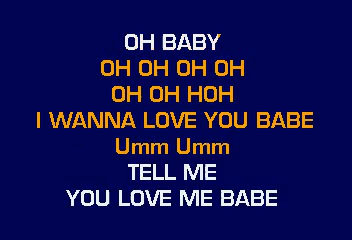 OH BABY
OH OH OH OH
OH OH HOH
I WANNA LOVE YOU BABE
Umm Umm
TELL ME
YOU LOVE ME BABE